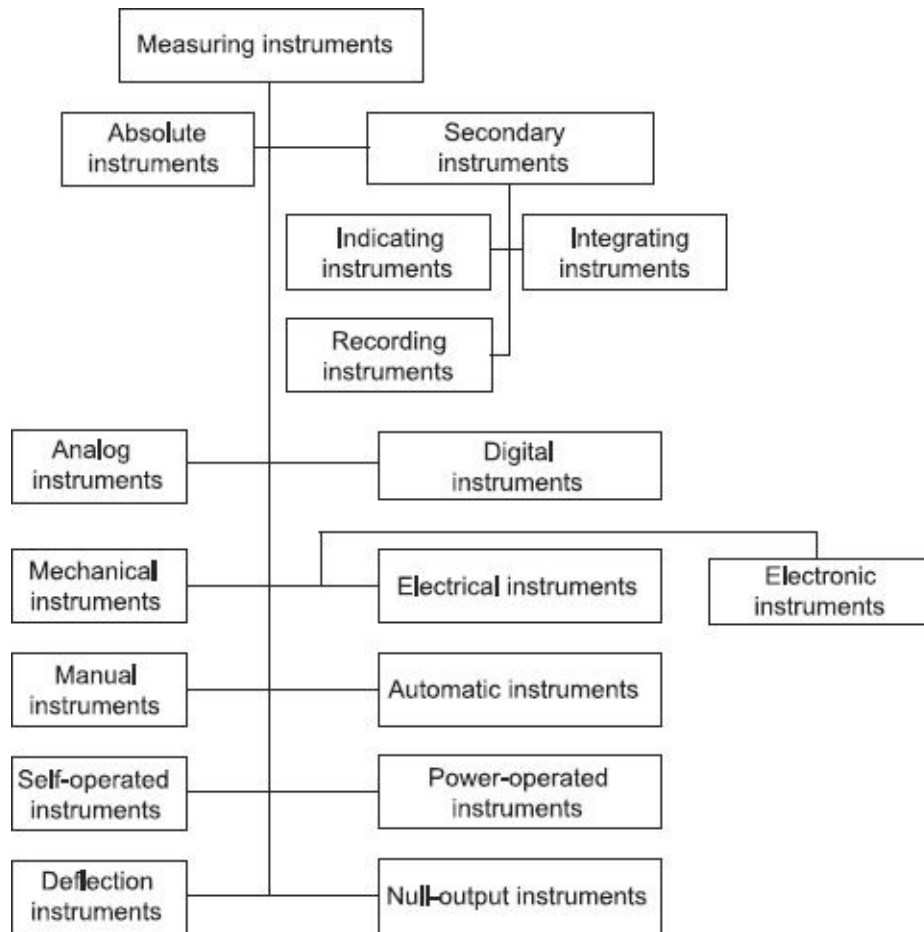 Measuring instruments
Absolute
instruments
Secondary
instruments
Indicating
instruments
Integrating
instruments
Recording
instruments
Analog
instruments
Digital
instruments
Mechanical
instruments
Electrical instruments
Electronic
instruments
Manual
instruments
Automatic instruments
Self-operated
instruments
Power-operated
instruments
Deflection
instruments
Null-output instruments